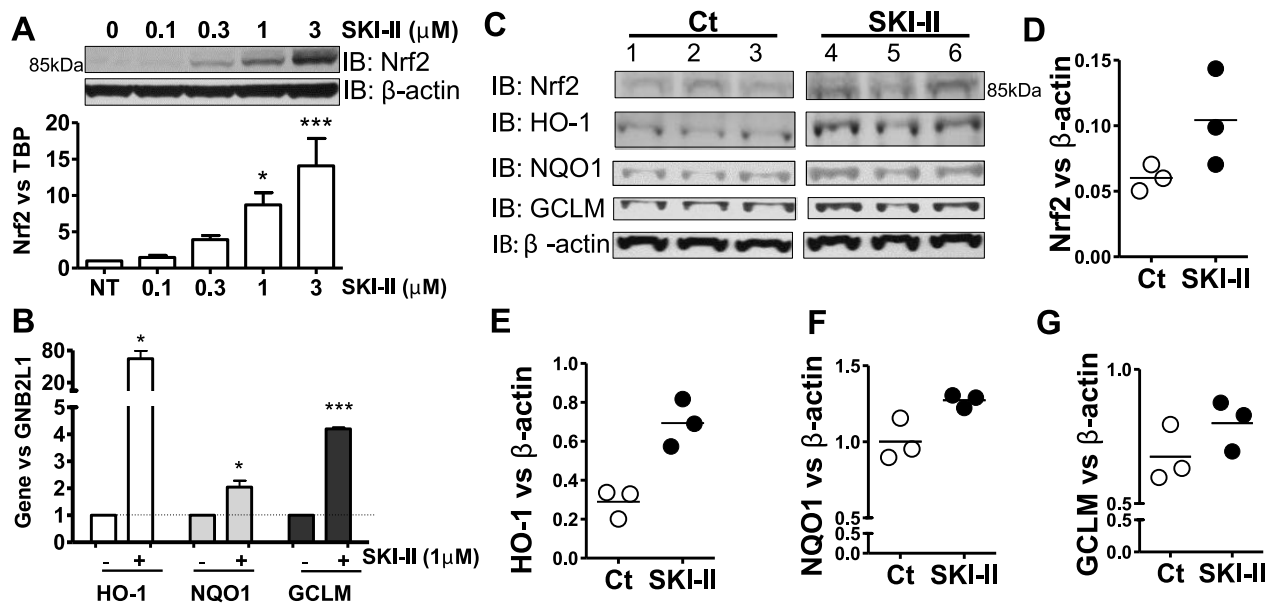 A
0 0.1 0.3 1 3 SKI-II (μM)
85kDa IB: Nrf2
IB: β-actin
Nrf2 vs TBP
20
15
10
5
0
*
***
NT 0.1 0.3 1 3 SKI-II (μM)
B
Gene vs GNB2L1
80
30
5
4
3
2
1
0
*
*
***
- + - + - + SKI-II (1μM)
HO-1 NQO1 GCLM
C
Ct SKI-II
1 2 3 4 5 6
IB: Nrf2 85kDa
IB: HO-1
IB: NQO1
IB: GCLM
IB: β -actin
D
Nrf2 vs β-actin
0.15
0.10
0.05
0.0
Ct SKI-II
E
HO-1 vs β-actin
1.0
0.8
0.6
0.4
0.2
0.0
Ct SKI-II
F
NQO1 vs β-actin
1.5
1.0
0.5
0.5
0.0
Ct SKI-II
G
GCLM vs β-actin
1.0
0.5
0.5
0.0
Ct SKI-II